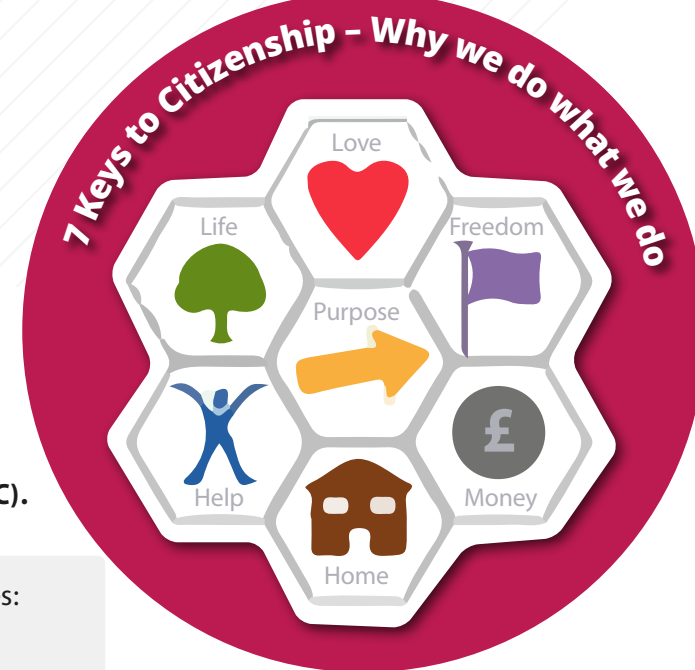 7 Keys to Citizenship – Why we do what we do
Love
Life
Freedom
Purpose
£
Help
Money
Home
C).
s: